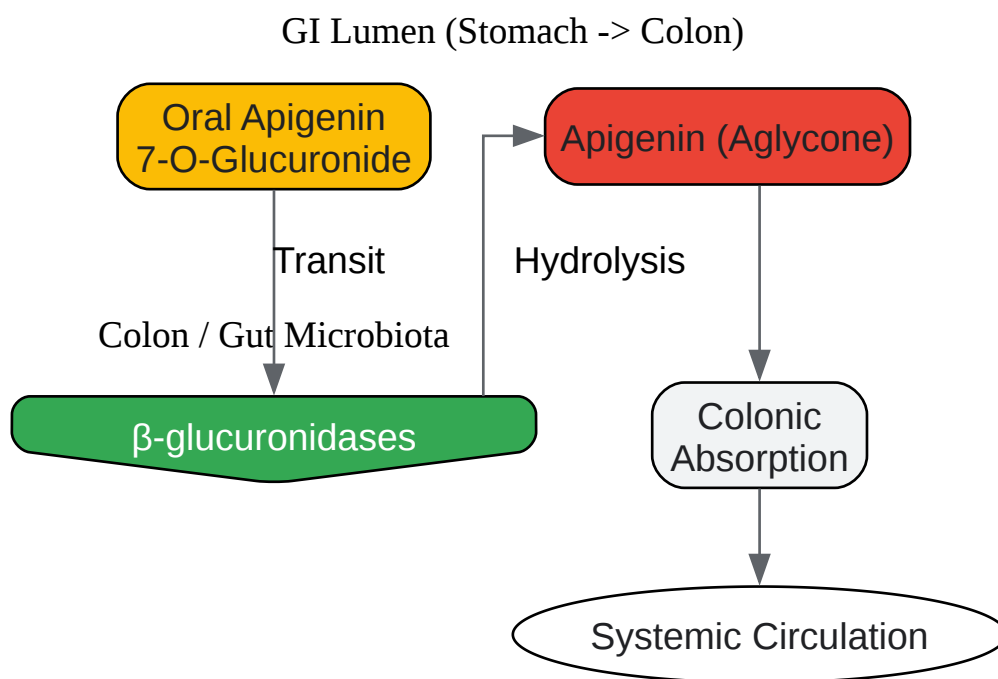 GI Lumen (Stomach -> Colon)
Oral Apigenin
7-O-Glucuronide
Apigenin (Aglycone)
Transit
Hydrolysis
Colon / Gut Microbiota
β-glucuronidases
Colonic
Absorption
Systemic Circulation